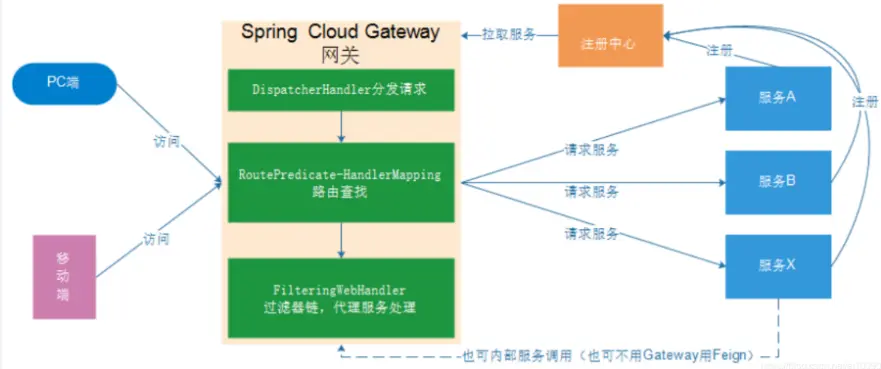 Spring Cloud Gateway
网关
拉取服务
注册中心
注册
PC端
DispatcherHandler分发请求
服务A
注册
访问
请求服务
RoutePredicate-HandlerMapping
路由查找
请求服务
服务B
访问
请求服务
移
动
端
FilteringWebHandler
过滤器链，代理服务处理
服务X
也可内部服务调用（也可不用Gateway用Feign）